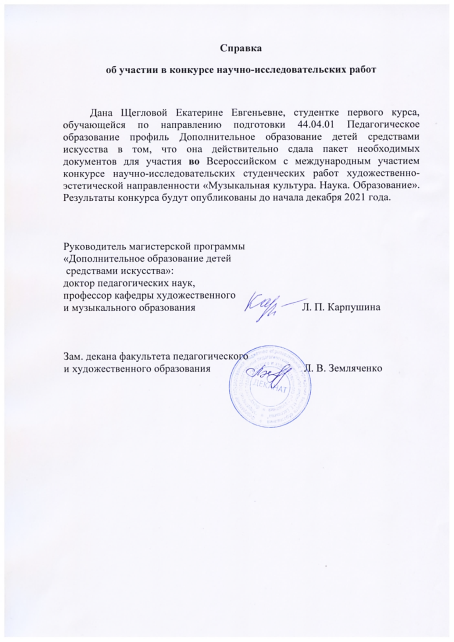 Справка
об участии в конкурсе научно-исследовательских работ
Дана Щегловой Екатерине Евгеньевне, студентке первого курса,
обучающейся по направлению подготовки 44.04.01 Педагогическое
образование профиль Дополнительное образование детей средствами
искусства в том, что она действительно сдала пакет необходимых
документов для участия во Всероссийском с международным участием
конкурсе научно-исследовательских студенческих работ художественно-
эстетической направленности «Музыкальная культура. Наука. Образование».
Результаты конкурса будут опубликованы до начала декабря 2021 года.
Руководитель магистерской программы
«Дополнительное образование детей
средствами искусства»:
доктор педагогических наук,
профессор кафедры художественного
и музыкального образования Л. П. Карпушина
Зам. декана факультета педагогического
и художественного образования Л. В. Земляченко
ДЕКАНАТ